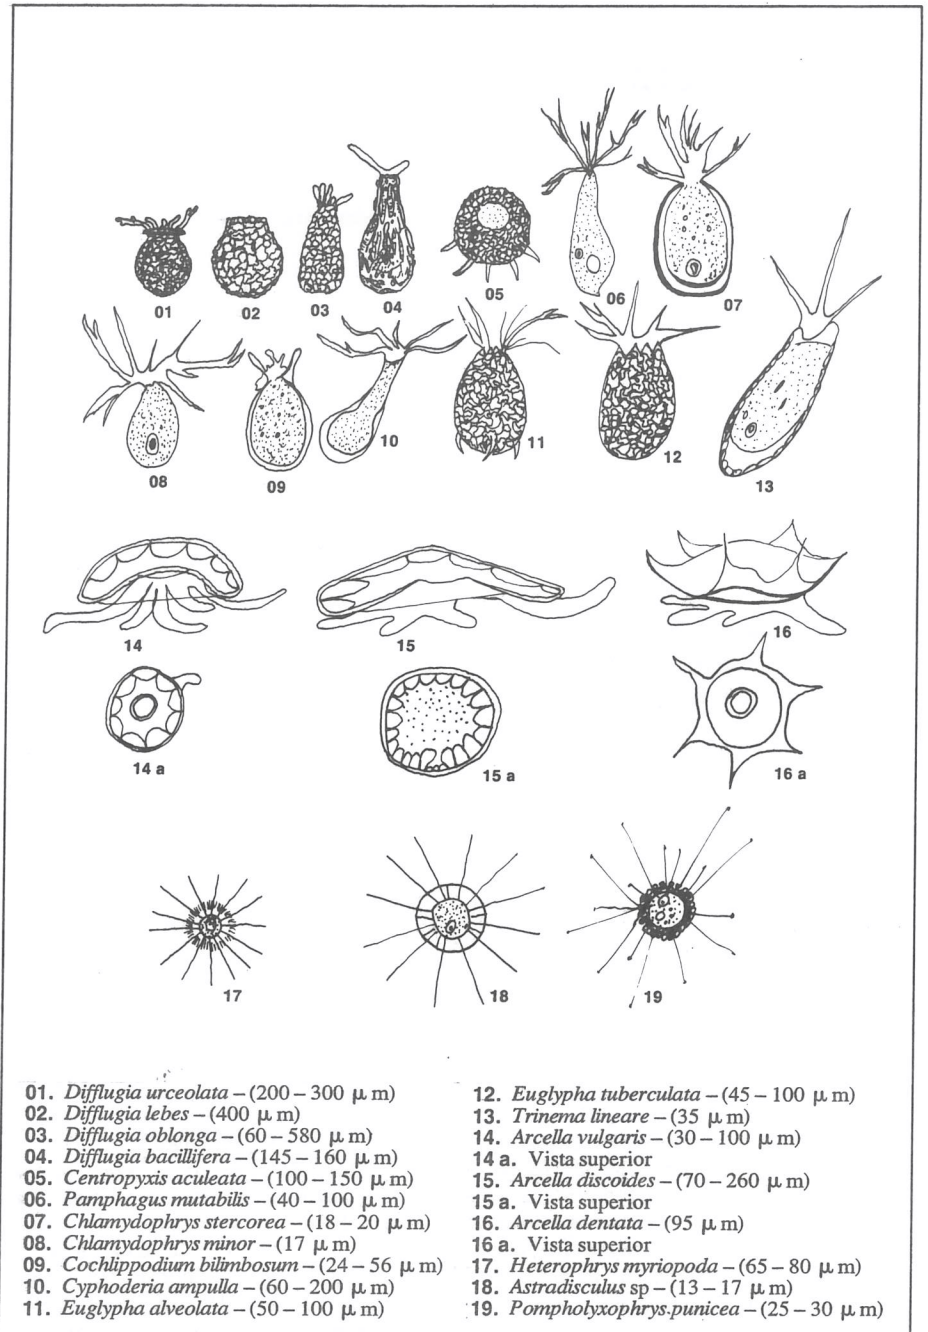 01 02 03 04 05 06 07
08 09 10 11 12 13
14 15 16
14 a 15 a 16 a
17 18 19
01. Difflugia urceolata – (200 – 300 μ m)
02. Difflugia lebes – (400 μ m)
03. Difflugia oblonga – (60 – 580 μ m)
04. Difflugia bacillifera – (145 – 160 μ m)
05. Centropyxis aculeata – (100 – 150 μ m)
06. Pamphagus mutabilis – (40 – 100 μ m)
07. Chlamydophrys stercorea – (18 – 20 μ m)
08. Chlamydophrys minor – (17 μ m)
09. Cochlippodium bilimbosum – (24 – 56 μ m)
10. Cyphoderia ampulla – (60 – 200 μ m)
11. Euglypha alveolata – (50 – 100 μ m)
12. Euglypha tuberculata – (45 – 100 μ m)
13. Trinema lineare – (35 μ m)
14. Arcella vulgaris – (30 – 100 μ m)
14 a. Vista superior
15. Arcella discoides – (70 – 260 μ m)
15 a. Vista superior
16. Arcella dentata – (95 μ m)
16 a. Vista superior
17. Heterophrys myriopoda – (65 – 80 μ m)
18. Astradisculus sp – (13 – 17 μ m)
19. Pompholyxophrys.punicea – (25 – 30 μ m)